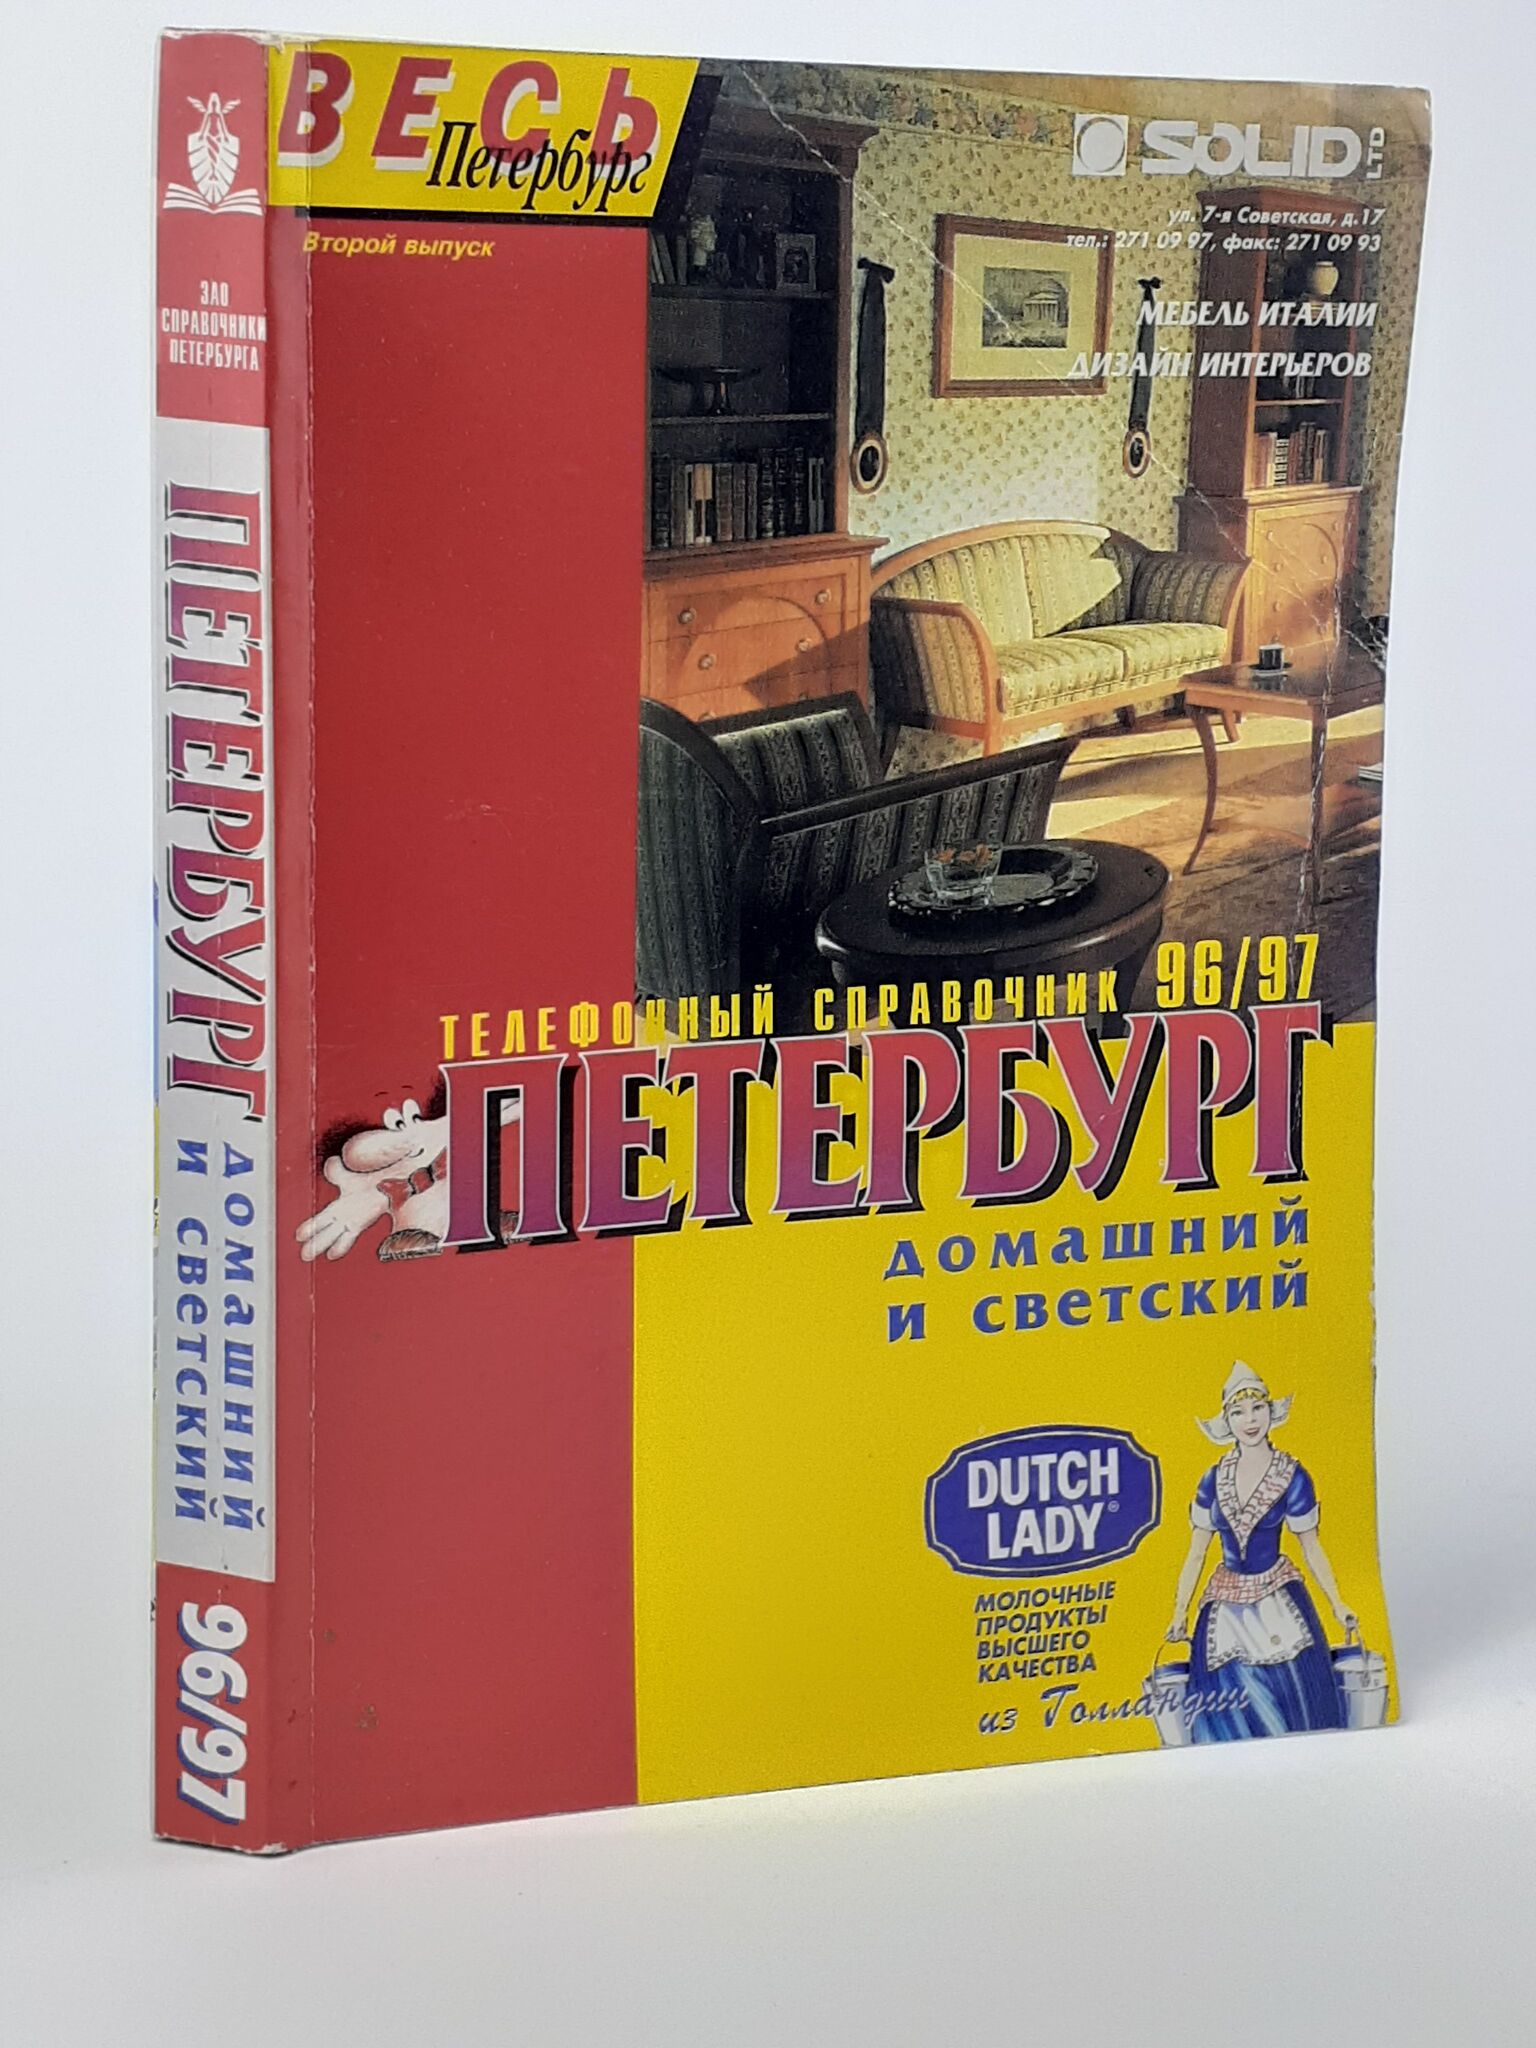 ЗАО
СПРАВОЧНИКИ
ПЕТЕРБУРГА
ПЕТЕРБУРГ
домашний
и светский
96/97
ВЕСЬ
Петербург
Второй выпуск
SOLID LTD
ул. 7-я Советская, д.17
тел.: 271 09 97, факс: 271 09 93
МЕБЕЛЬ ИТАЛИИ
ДИЗАЙН ИНТЕРЬЕРОВ
ТЕЛЕФОННЫЙ СПРАВОЧНИК 96/97
ПЕТЕРБУРГ
домашний
и светский
DUTCH
LADY®
МОЛОЧНЫЕ
ПРОДУКТЫ
ВЫСШЕГО
КАЧЕСТВА
из Голландии